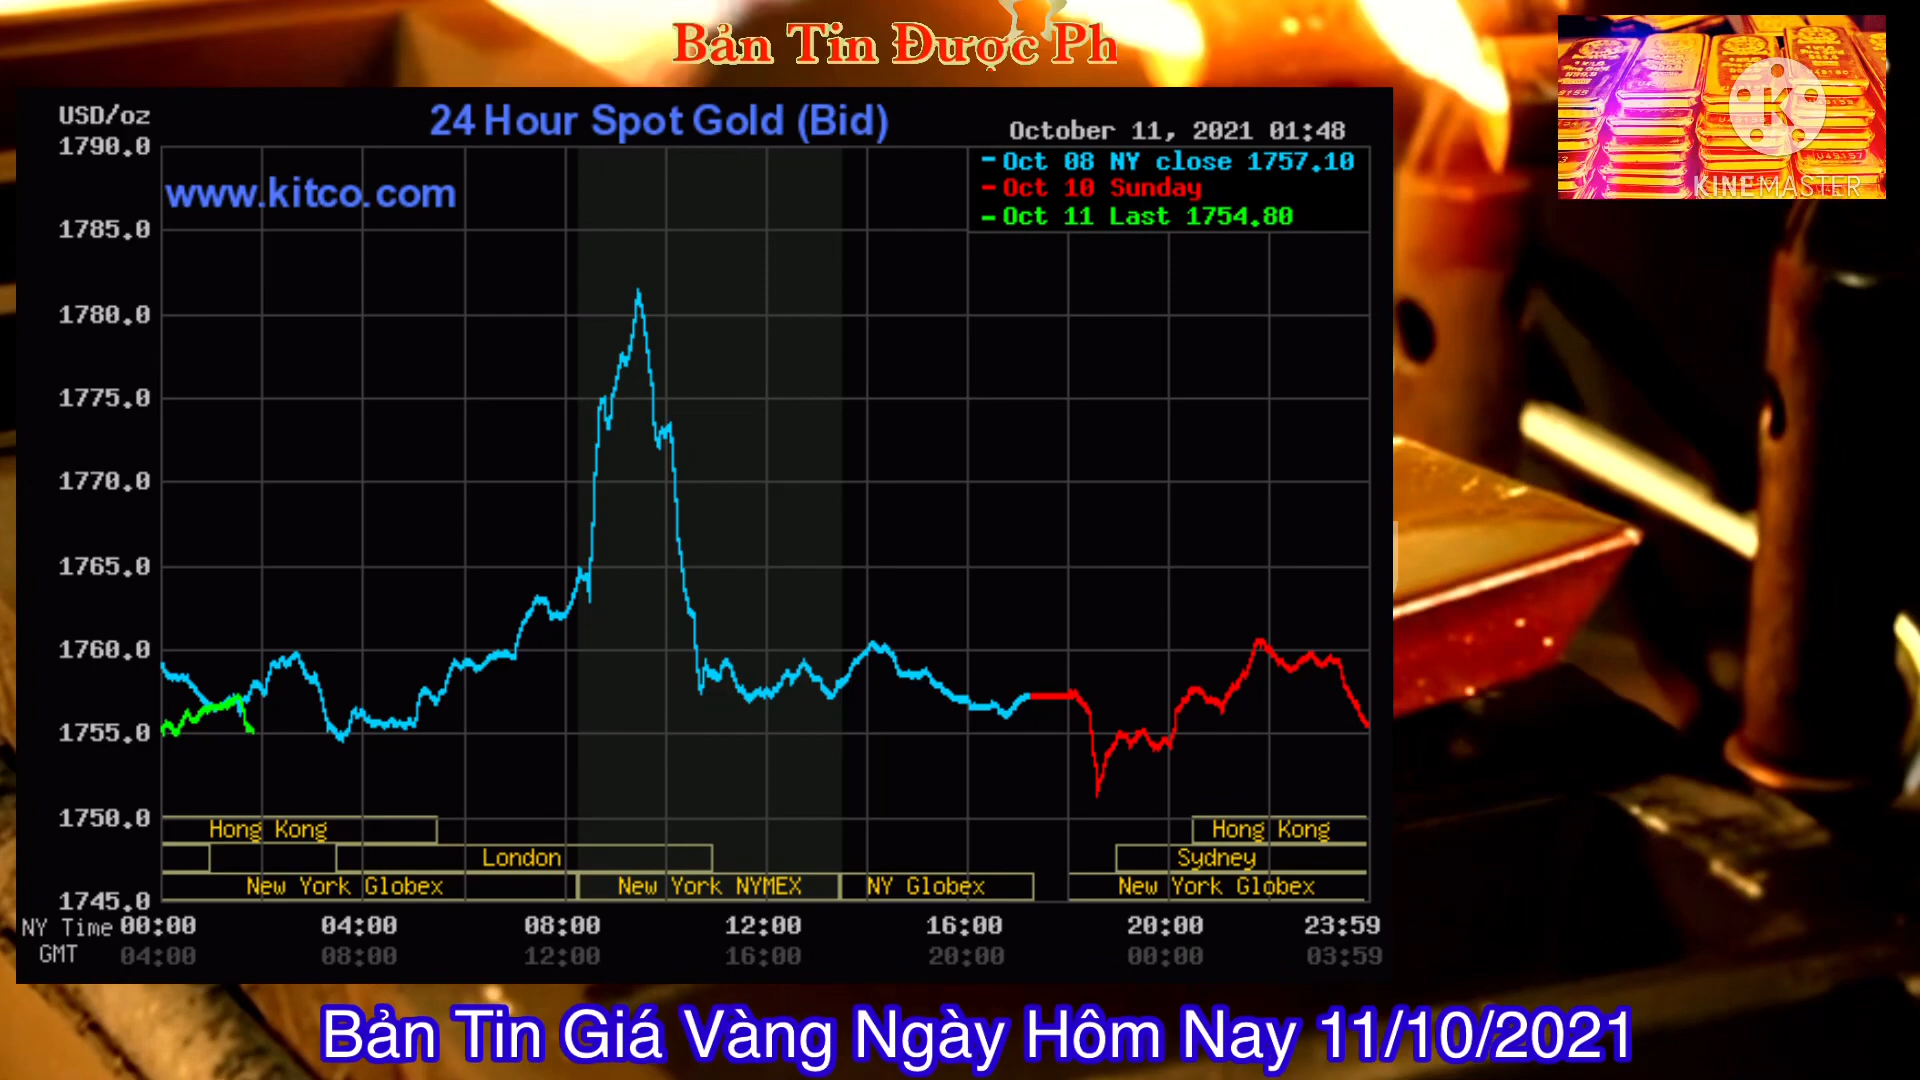 Bản Tin Được Ph
USD/oz
24 Hour Spot Gold (Bid)
October 11, 2021 01:48
www.kitco.com
Oct 08 NY close 1757.10
Oct 10 Sunday
Oct 11 Last 1754.80
1790.0
1785.0
1780.0
1775.0
1770.0
1765.0
1760.0
1755.0
1750.0
1745.0
Hong Kong
Hong Kong
London
Sydney
New York Globex
New York NYMEX
NY Globex
New York Globex
NY Time 00:00 04:00 08:00 12:00 16:00 20:00 23:59
GMT 04:00 08:00 12:00 16:00 20:00 00:00 03:59
K
KINEMASTER
Bản Tin Giá Vàng Ngày Hôm Nay 11/10/2021